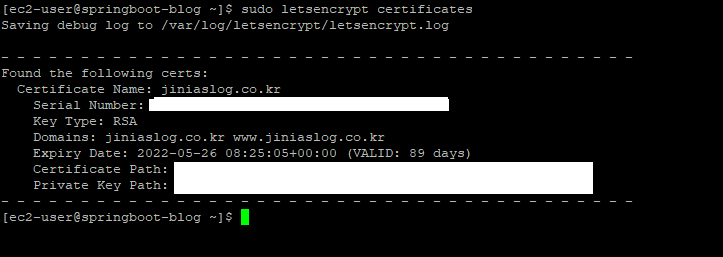 [ec2-user@springboot-blog ~]$ sudo letsencrypt certificates
Saving debug log to /var/log/letsencrypt/letsencrypt.log
- - - - - - - - - - - - - - - - - - - - - - - - - - - - - - - - - - - - - - - -
Found the following certs:
  Certificate Name: jiniaslog.co.kr
    Serial Number:
    Key Type: RSA
    Domains: jiniaslog.co.kr www.jiniaslog.co.kr
    Expiry Date: 2022-05-26 08:25:05+00:00 (VALID: 89 days)
    Certificate Path:
    Private Key Path:
- - - - - - - - - - - - - - - - - - - - - - - - - - - - - - - - - - - - - - - -
[ec2-user@springboot-blog ~]$